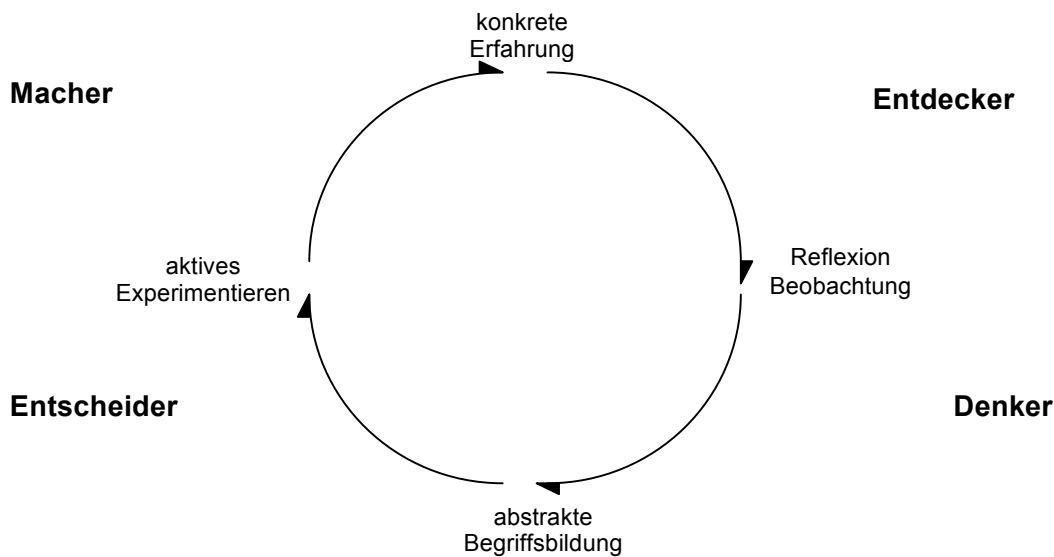 konkrete
Erfahrung
Macher
Entdecker
aktives
Experimentieren
Reflexion
Beobachtung
Entscheider
Denker
abstrakte
Begriffsbildung